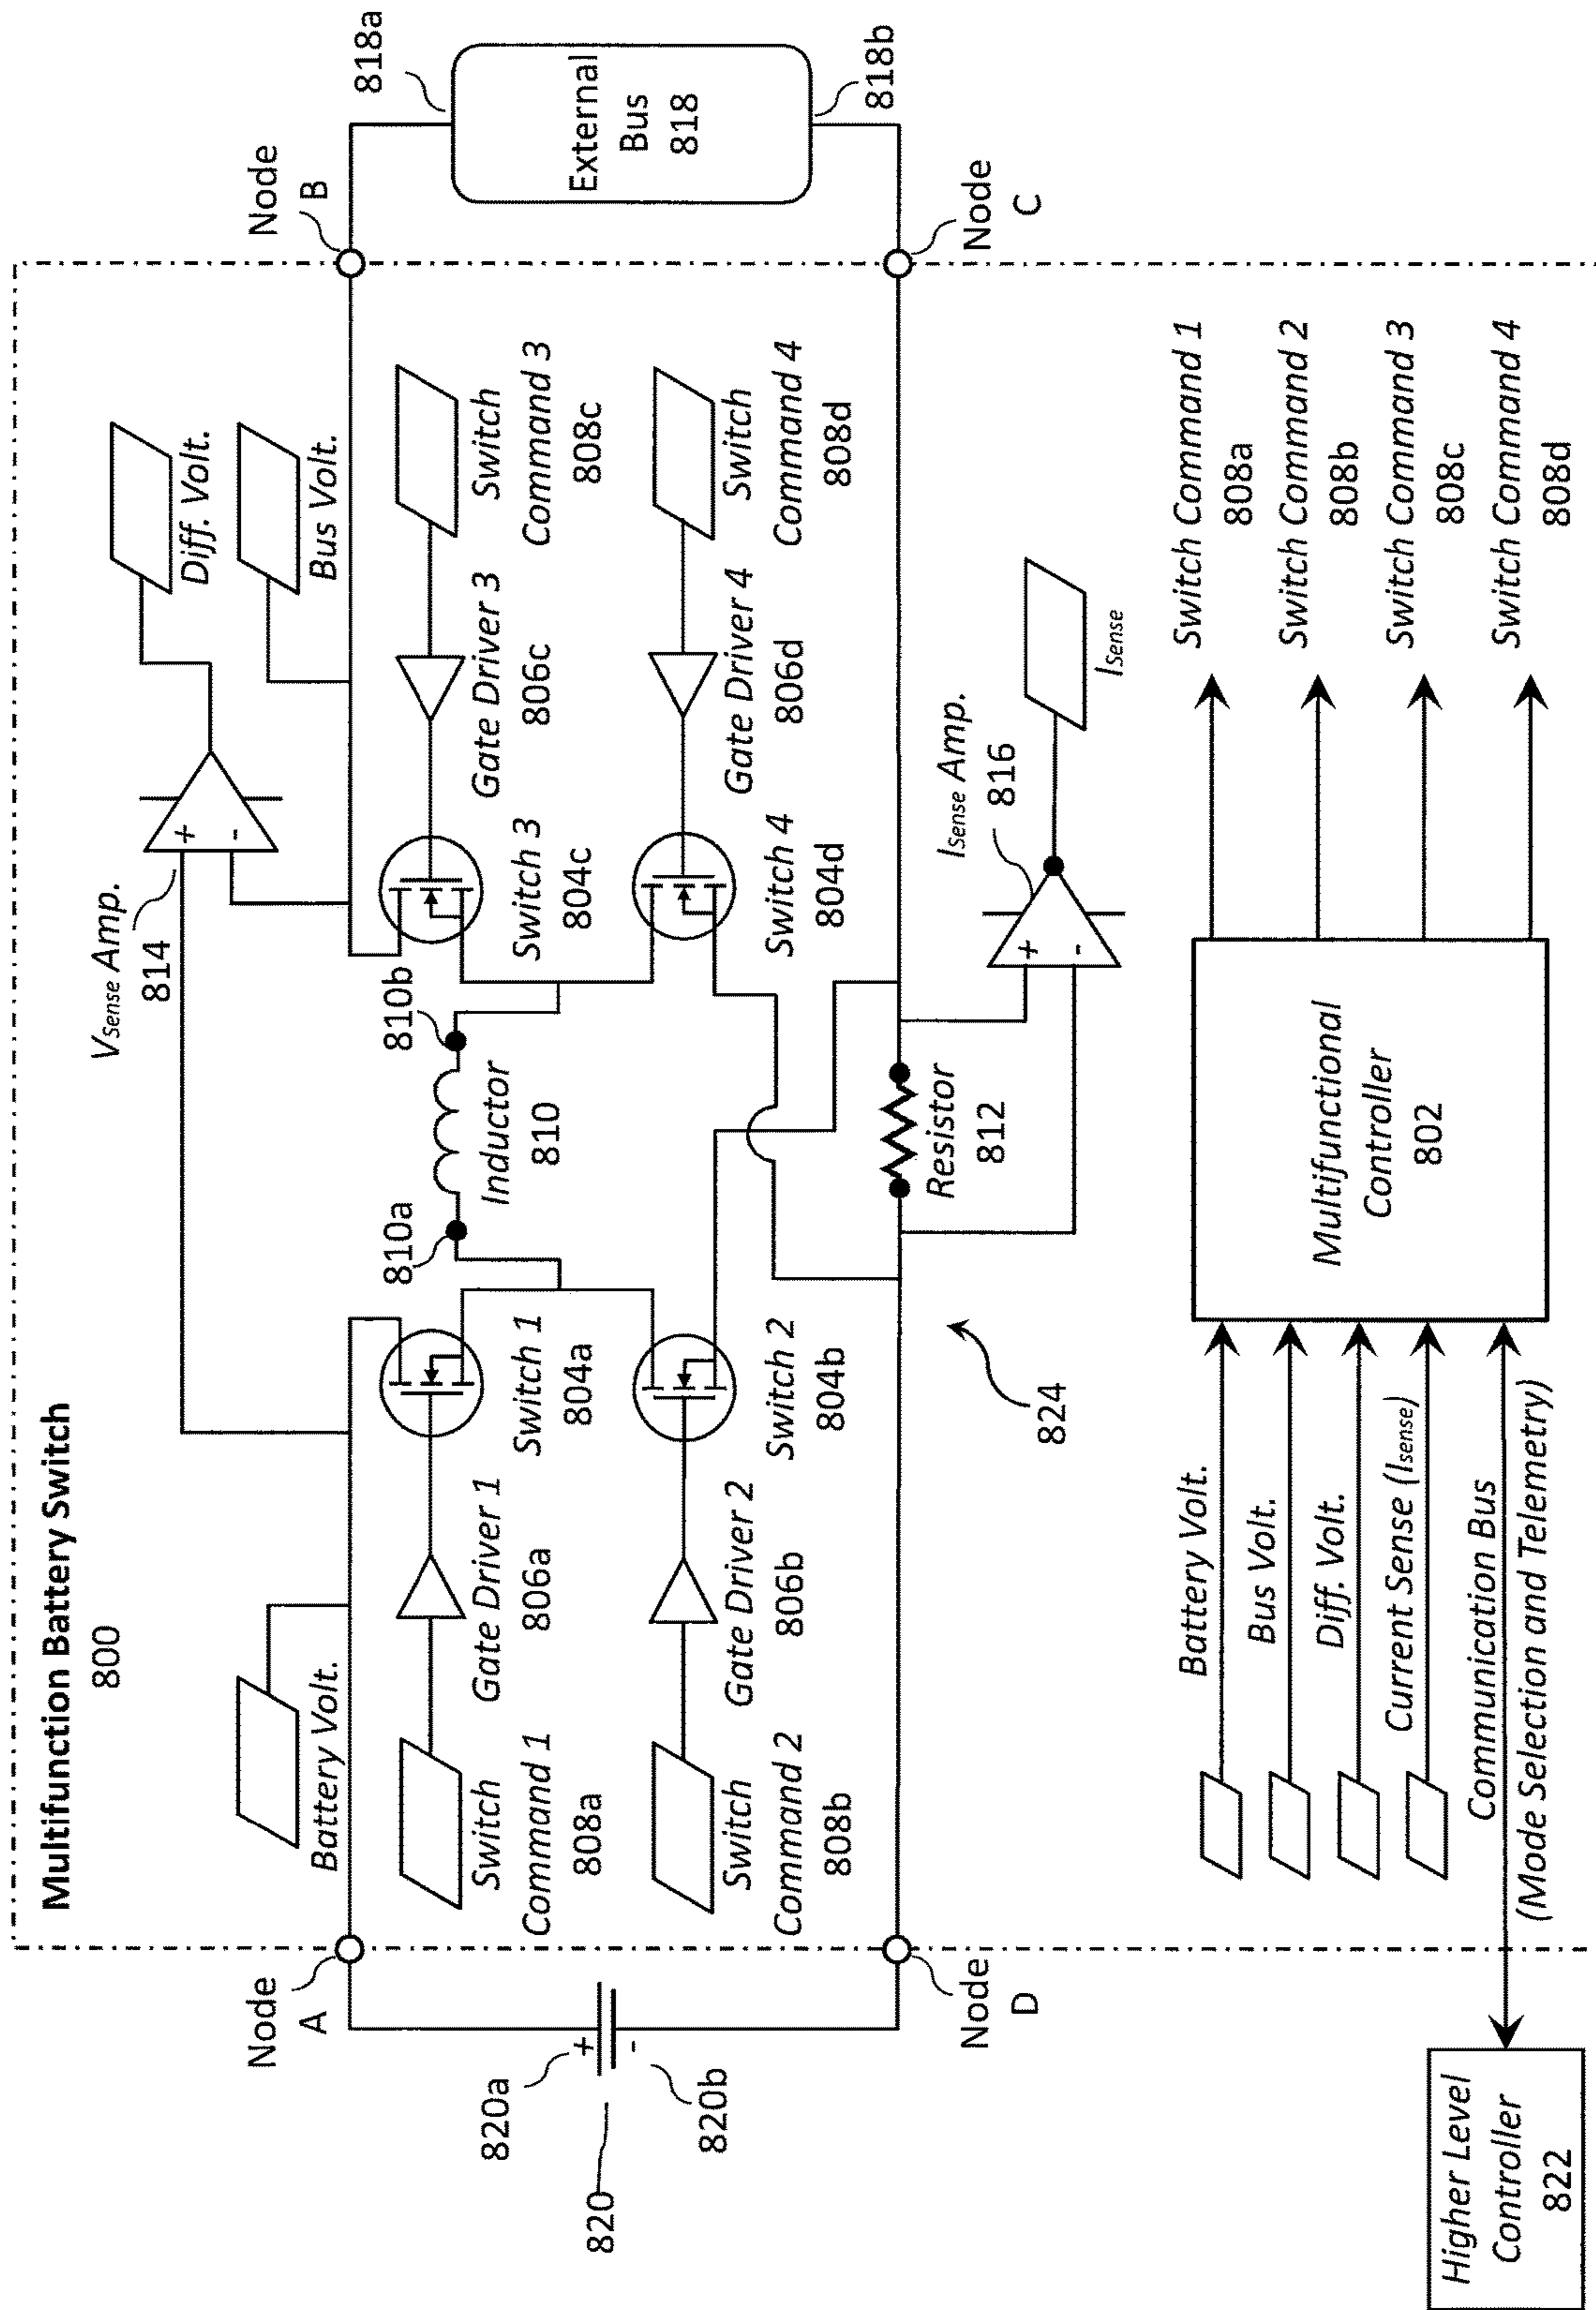 Multifunction Battery Switch
800
Node
A
Node
B
Node
C
Node
D
820a
+
-
820b
820
818a
External
Bus
818
818b
Battery Volt.
VSense Amp.
814
+
-
Diff. Volt.
Bus Volt.
Switch
Command 1
808a
Gate Driver 1
806a
Switch 1
804a
810a
Inductor
810
810b
Switch 3
804c
Gate Driver 3
806c
Switch
Command 3
808c
Switch
Command 2
808b
Gate Driver 2
806b
Switch 2
804b
Switch 4
804d
Gate Driver 4
806d
Switch
Command 4
808d
824
Resistor
812
ISense Amp.
816
+
-
ISense
Battery Volt.
Bus Volt.
Diff. Volt.
Current Sense (Isense)
Communication Bus
(Mode Selection and Telemetry)
Multifunctional
Controller
802
Switch Command 1
808a
Switch Command 2
808b
Switch Command 3
808c
Switch Command 4
808d
Higher Level
Controller
822